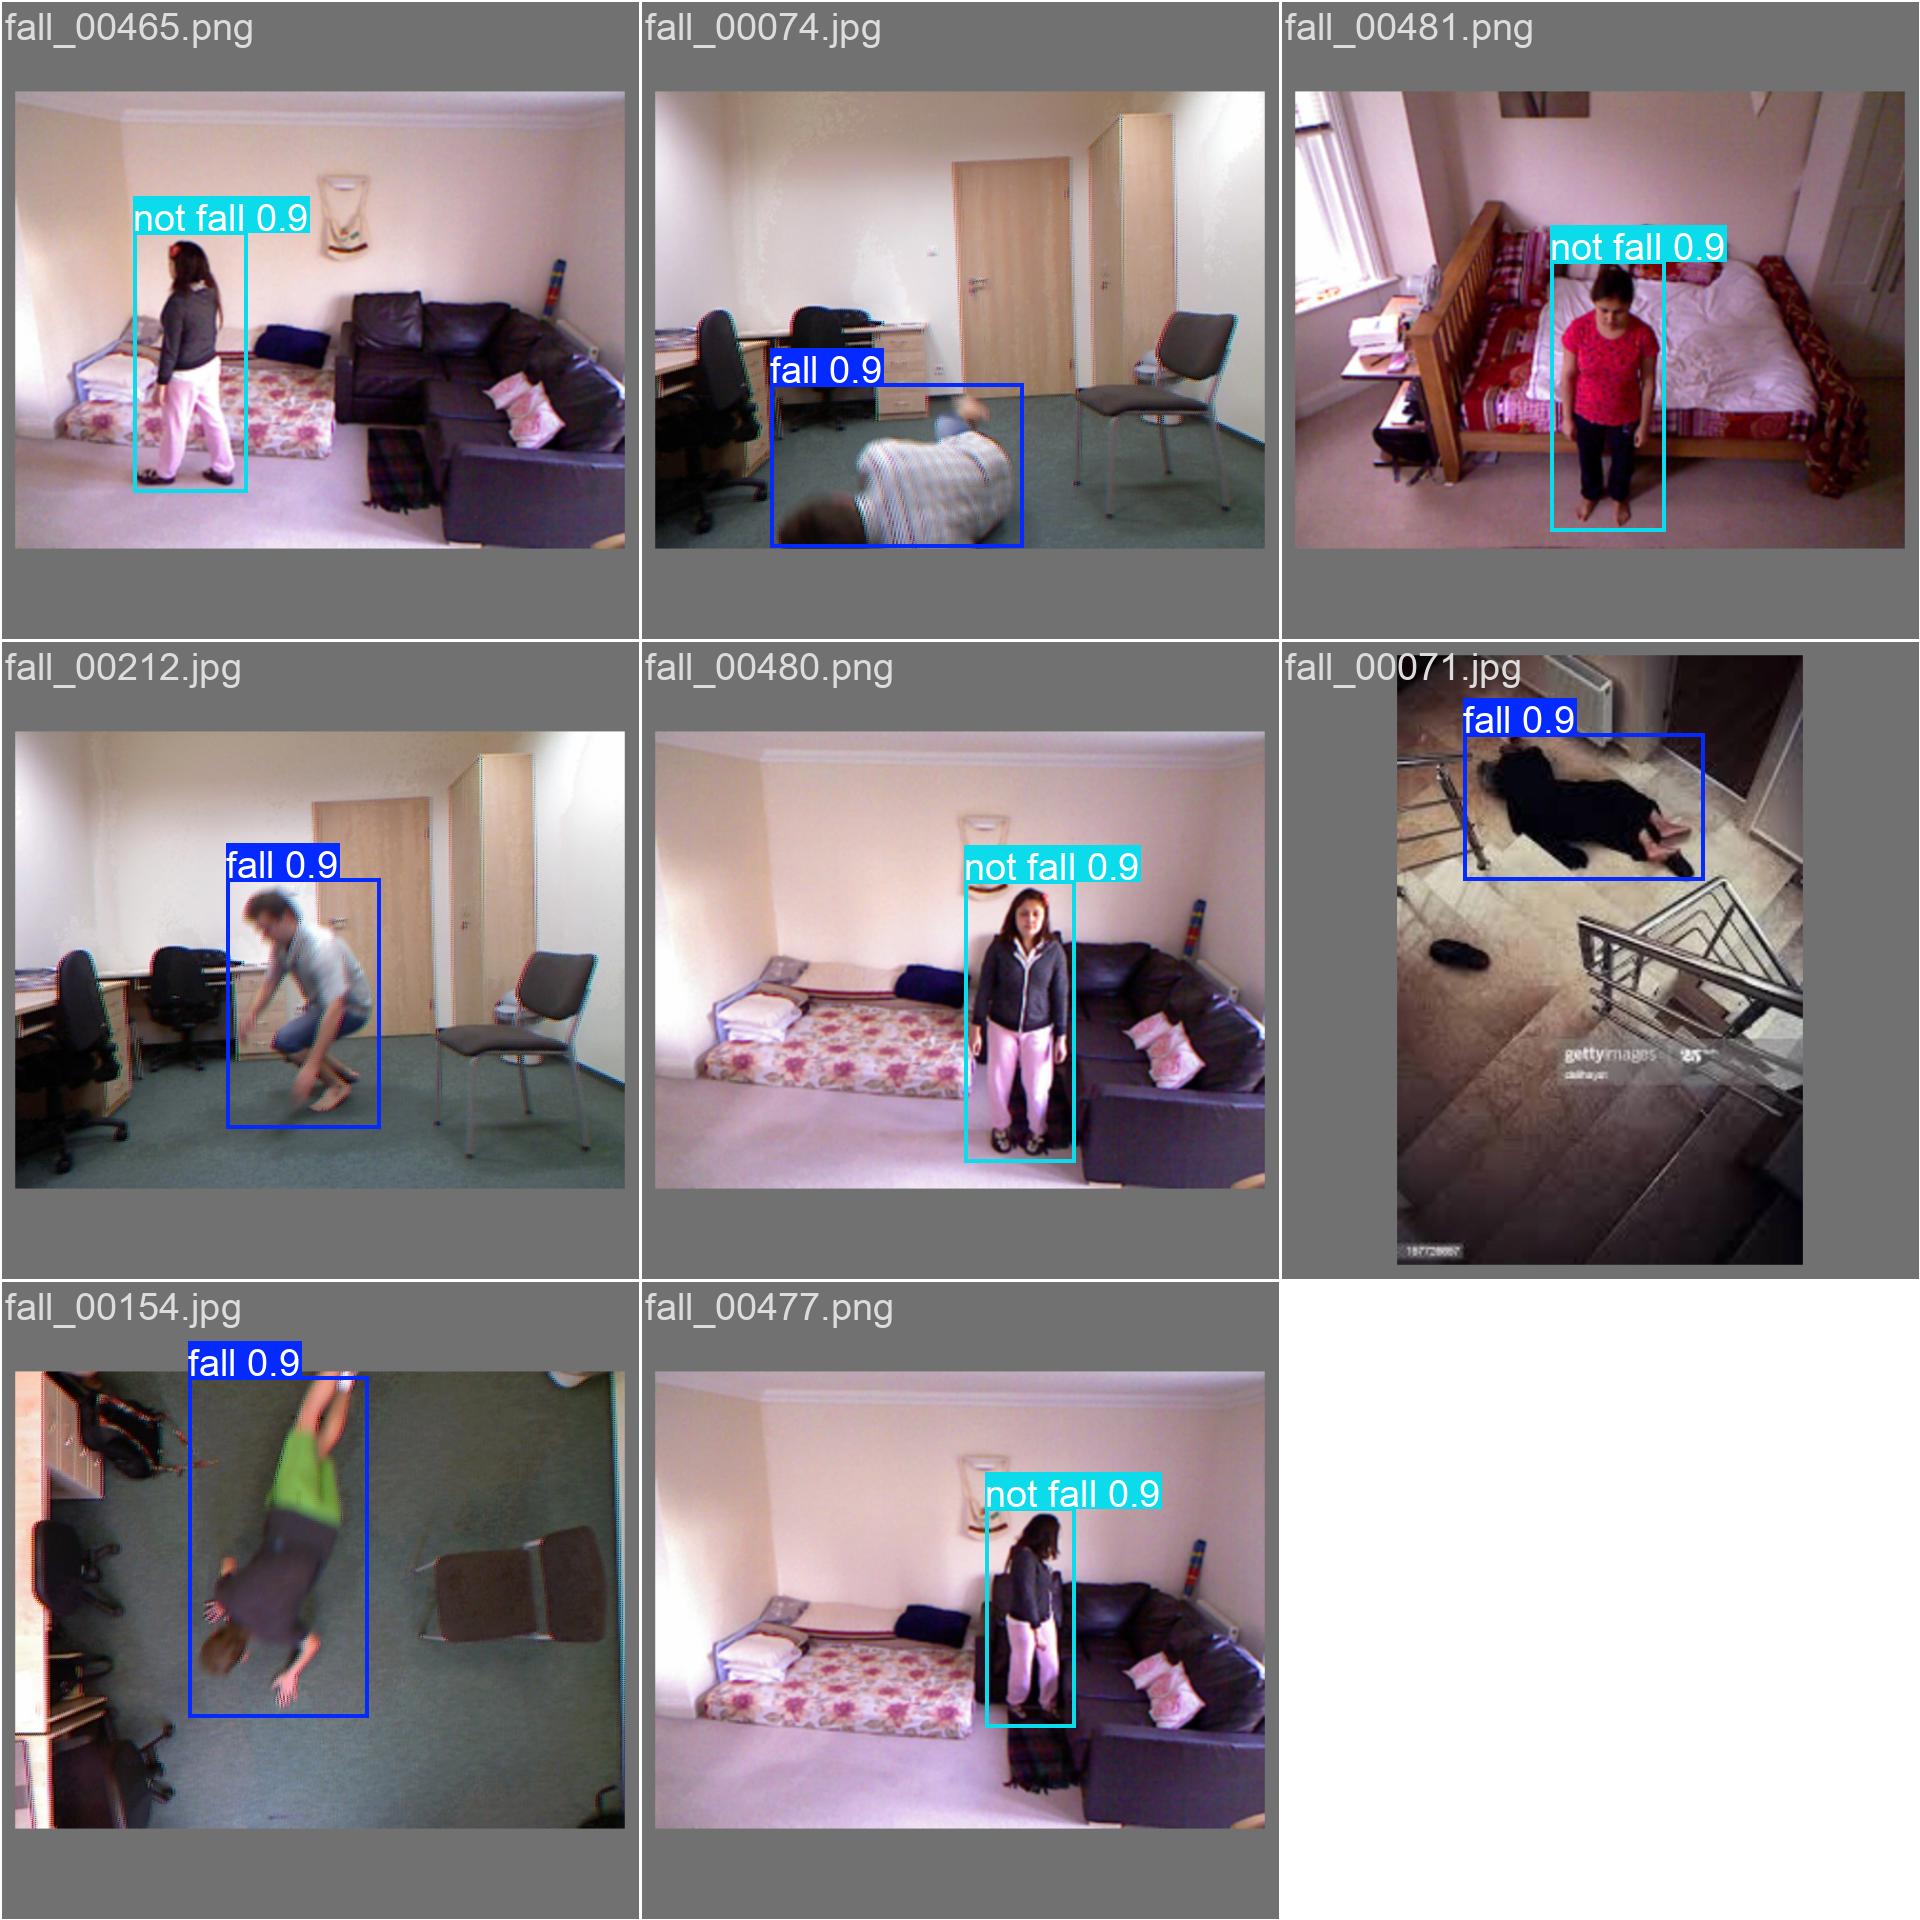 fall_00465.png
not fall 0.9
fall_00074.jpg
fall 0.9
fall_00481.png
not fall 0.9
fall_00212.jpg
fall 0.9
fall_00480.png
not fall 0.9
fall_00071.jpg
fall 0.9
gettyimages
187728667
fall_00154.jpg
fall 0.9
fall_00477.png
not fall 0.9